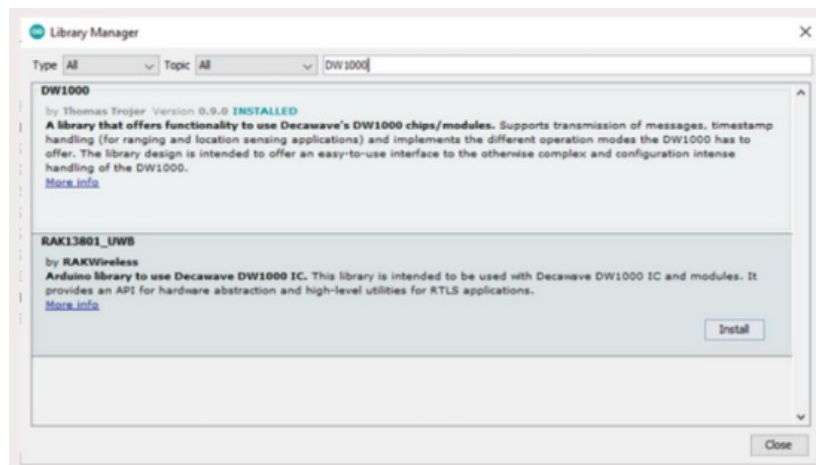 Library Manager
Type All Topic All DW1000
DW1000
by Thomas Trojer Version 0.9.0 INSTALLED
A library that offers functionality to use Decawave's DW1000 chips/modules. Supports transmission of messages, timestamp
handling (for ranging and location sensing applications) and implements the different operation modes the DW1000 has to
offer. The library design is intended to offer an easy-to-use interface to the otherwise complex and configuration intense
handling of the DW1000.
More info
RAK13801_UWB
by RAKWireless
Arduino library to use Decawave DW1000 IC. This library is intended to be used with Decawave DW1000 IC and modules. It
provides an API for hardware abstraction and high-level utilities for RTLS applications.
More info
Install
Close